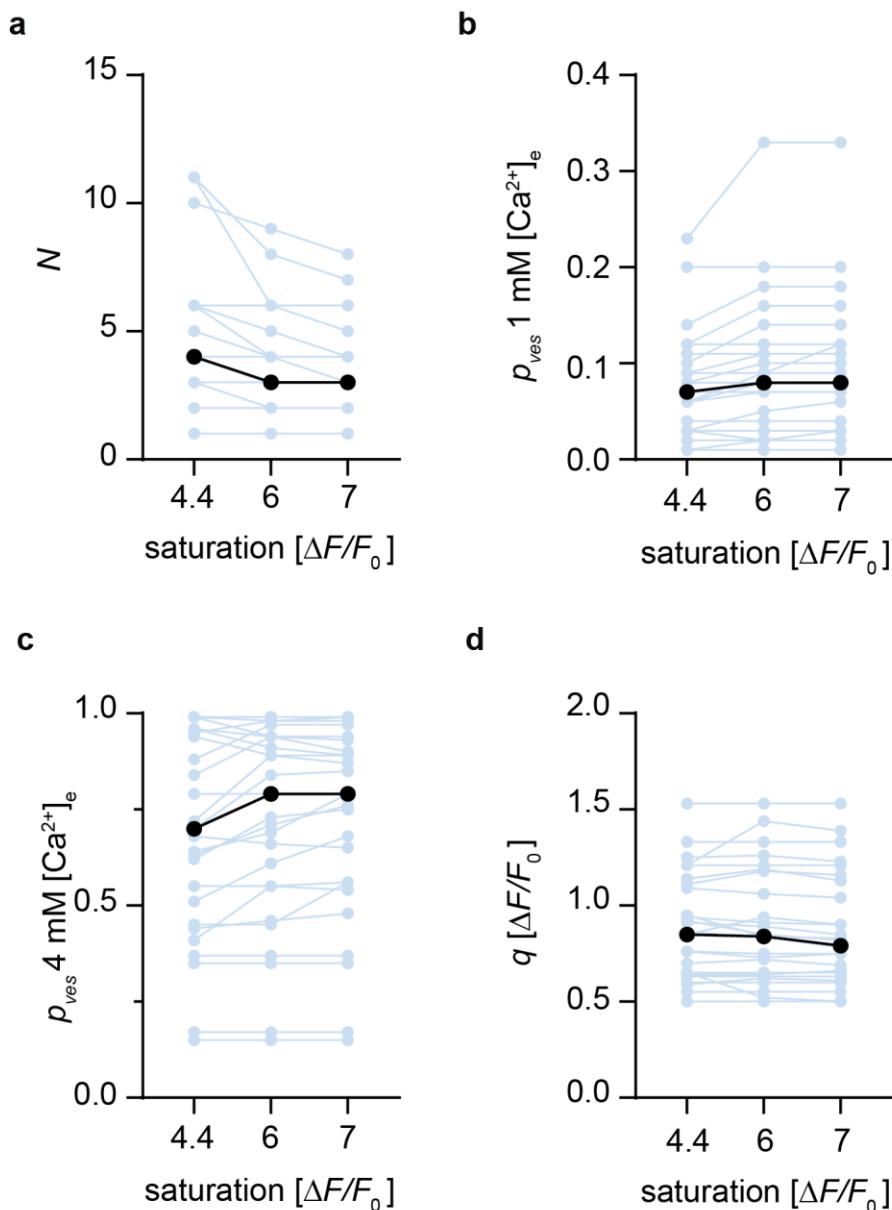 a
15
10
5
0
N
4.4 6 7
saturation [ΔF/F0]
b
0.4
0.3
0.2
0.1
0.0
pves 1 mM [Ca2+]e
4.4 6 7
saturation [ΔF/F0]
c
1.0
0.5
0.0
pves 4 mM [Ca2+]e
4.4 6 7
saturation [ΔF/F0]
d
2.0
1.5
1.0
0.5
0.0
q [ΔF/F0]
4.4 6 7
saturation [ΔF/F0]